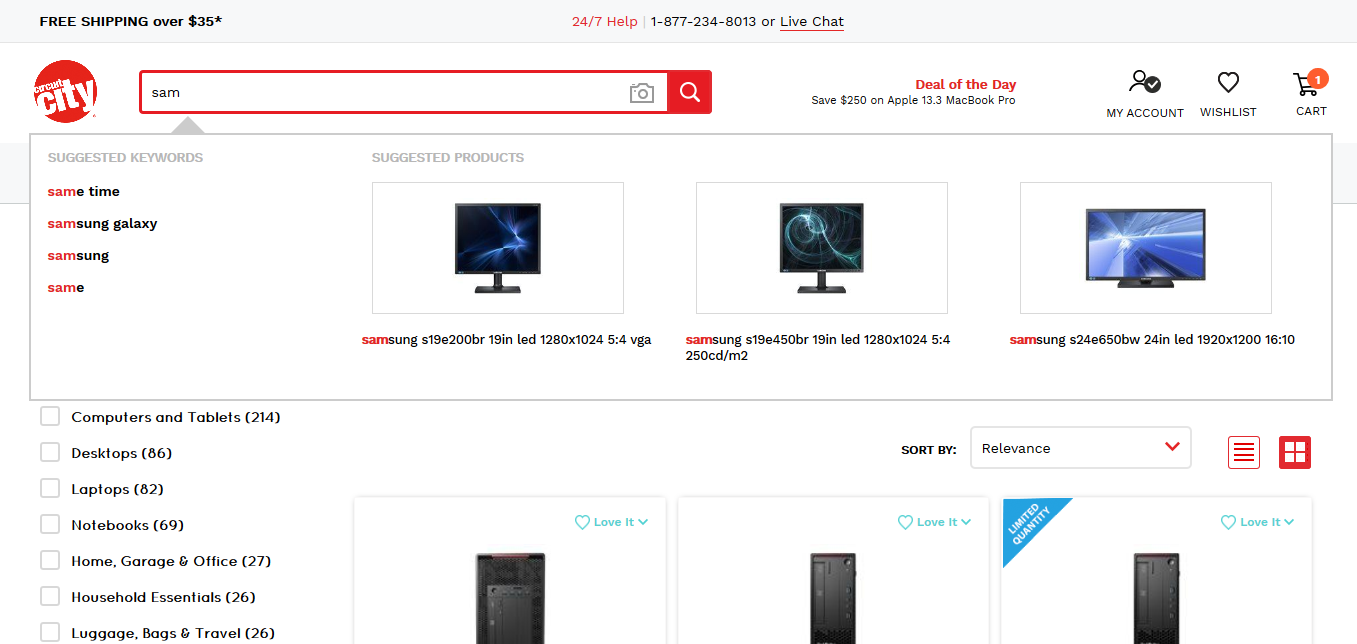 FREE SHIPPING over $35*
24/7 Help | 1-877-234-8013 or Live Chat
circuit
city
sam
Deal of the Day
Save $250 on Apple 13.3 MacBook Pro
MY ACCOUNT
WISHLIST
1
CART
SUGGESTED KEYWORDS
same time
samsung galaxy
samsung
same
SUGGESTED PRODUCTS
samsung s19e200br 19in led 1280x1024 5:4 vga
samsung s19e450br 19in led 1280x1024 5:4
250cd/m2
samsung s24e650bw 24in led 1920x1200 16:10
Computers and Tablets (214)
Desktops (86)
Laptops (82)
Notebooks (69)
Home, Garage & Office (27)
Household Essentials (26)
Luggage, Bags & Travel (26)
SORT BY:
Relevance
Love It
Love It
LIMITED
QUANTITY
Love It